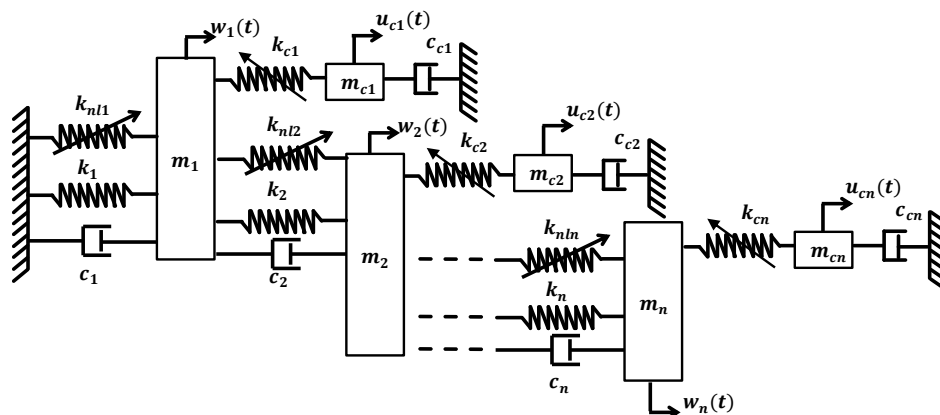 w₁(t)
u_c1(t)
k_c1
c_c1
m_c1
k_nl1
k_nl2
w₂(t)
u_c2(t)
k_c2
c_c2
m₁
k₁
k₂
m_c2
u_cn(t)
k_cn
c_cn
k_nln
c₁
c₂
m₂
m_cn
k_n
m_n
c_n
w_n(t)